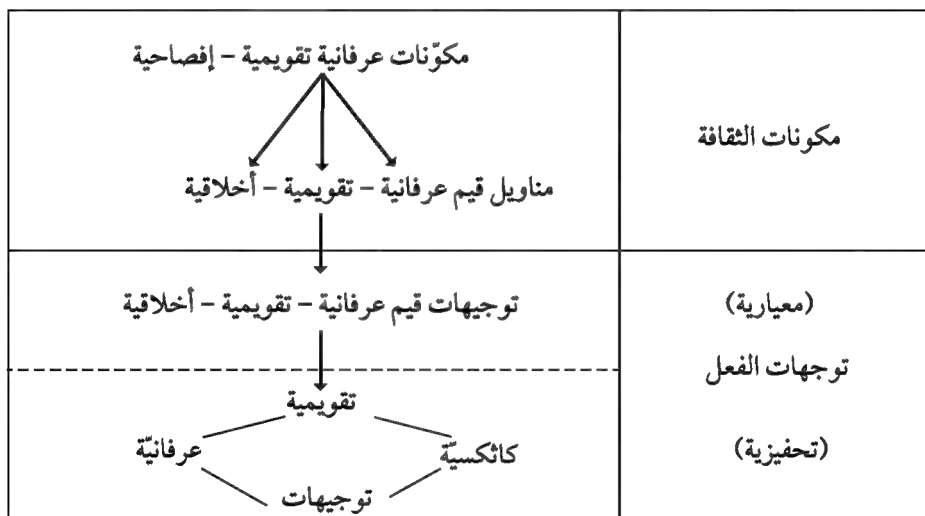 مكوّنات عرفانية تقويمية – إفصاحية
مكونات الثقافة
مناويل قيم عرفانية – تقويمية – أخلاقية
(معيارية)
توجيهات قيم عرفانية – تقويمية – أخلاقية
توجهات الفعل
تقويمية
(تحفيزية)
كاثكسيّة
عرفانيّة
توجيهات